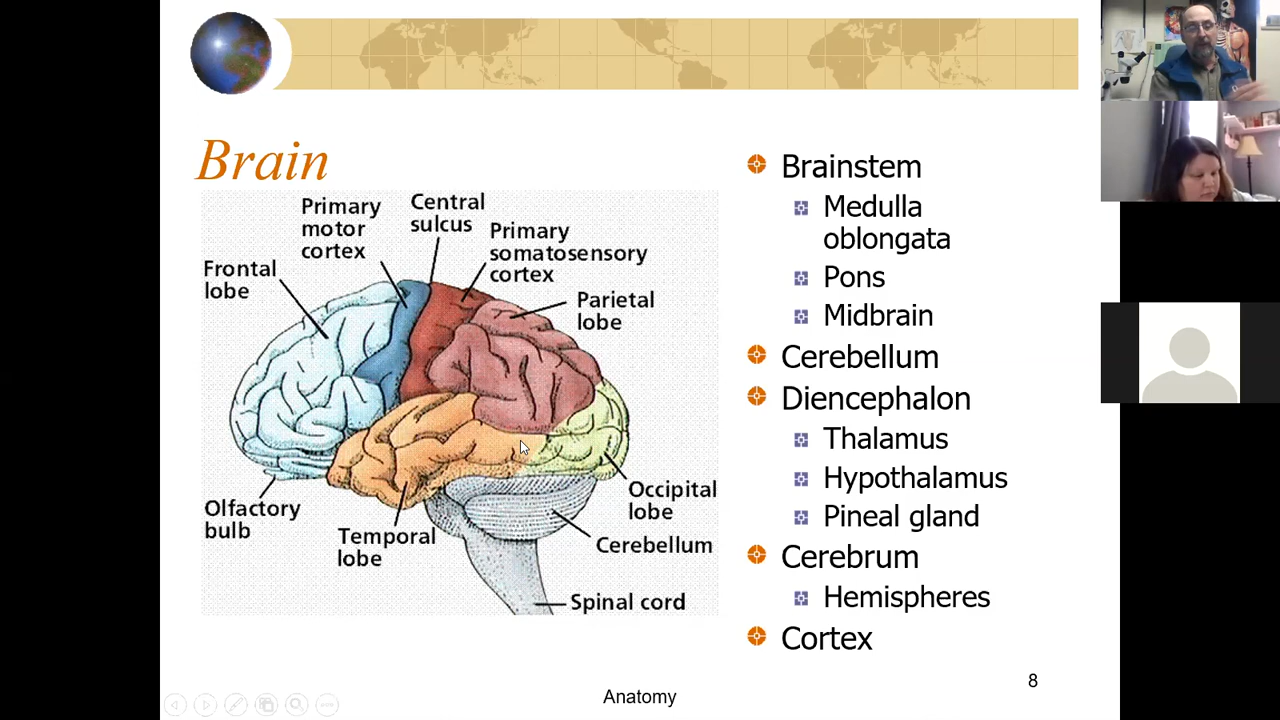 Brain
Primary
motor
cortex
Central
sulcus
Primary
somatosensory
cortex
Frontal
lobe
Parietal
lobe
Olfactory
bulb
Temporal
lobe
Occipital
lobe
Cerebellum
Spinal cord
Brainstem
Medulla
oblongata
Pons
Midbrain
Cerebellum
Diencephalon
Thalamus
Hypothalamus
Pineal gland
Cerebrum
Hemispheres
Cortex
Anatomy
8